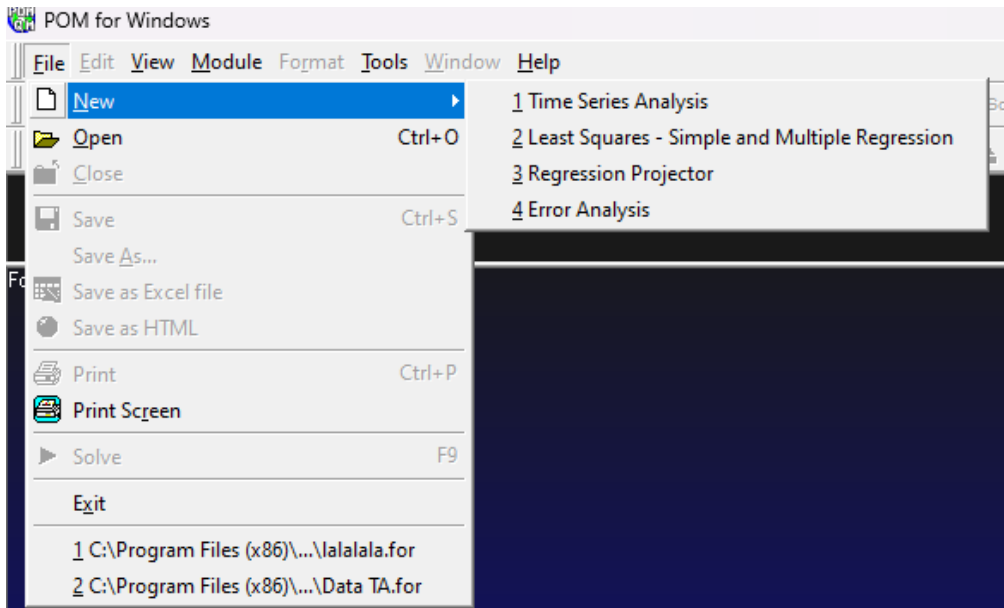 POM for Windows
File Edit View Module Format Tools Window Help
New
Open Ctrl+O
Close
Save Ctrl+S
Save As...
Save as Excel file
Save as HTML
Print Ctrl+P
Print Screen
Solve F9
Exit
1 C:\Program Files (x86)\...\lalalala.for
2 C:\Program Files (x86)\...\Data TA.for
1 Time Series Analysis
2 Least Squares - Simple and Multiple Regression
3 Regression Projector
4 Error Analysis